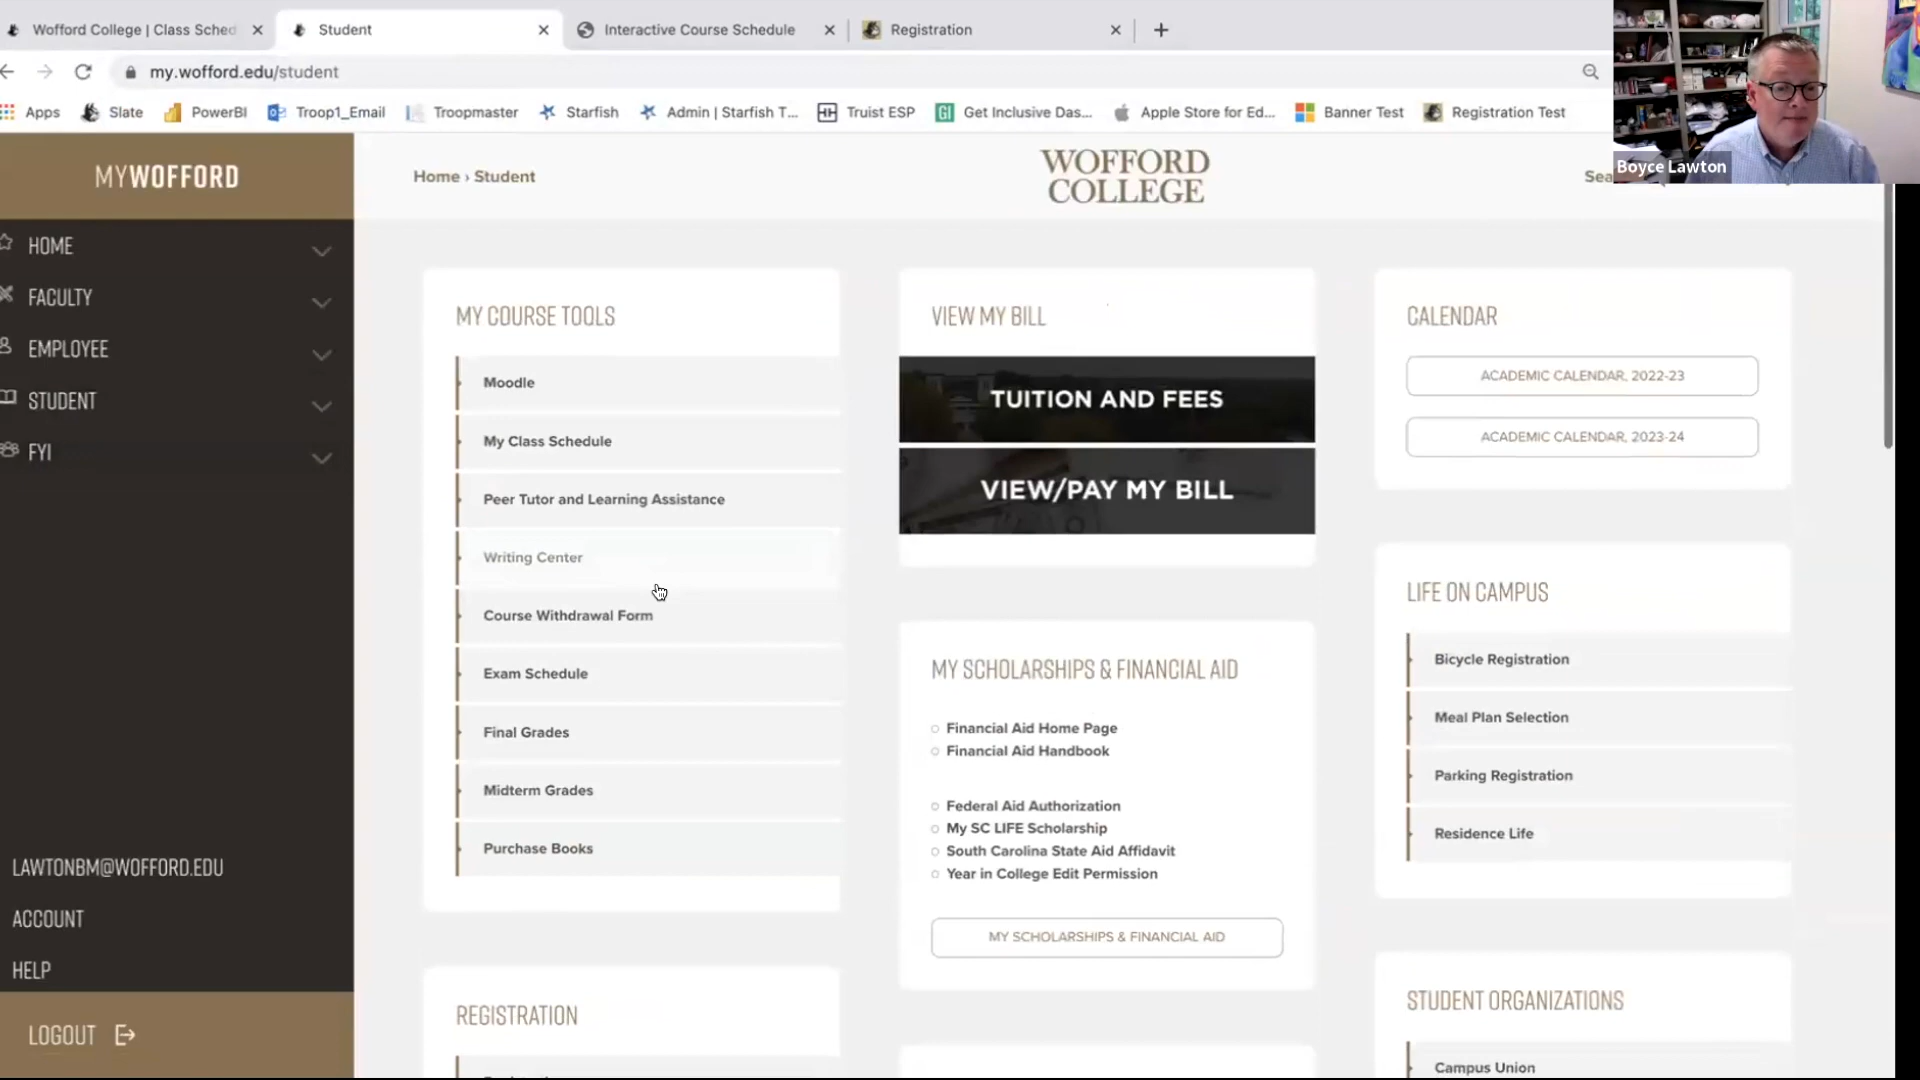 Wofford College | Class Sched
Student
Interactive Course Schedule
Registration
my.wofford.edu/student
Apps
Slate
PowerBI
Troop1_Email
Troopmaster
Starfish
Admin | Starfish T...
Truist ESP
Get Inclusive Das...
Apple Store for Ed...
Banner Test
Registration Test
Boyce Lawton
MYWOFFORD
Home › Student
WOFFORD
COLLEGE
Sea
HOME
FACULTY
EMPLOYEE
STUDENT
FYI
LAWTONBM@WOFFORD.EDU
ACCOUNT
HELP
LOGOUT
MY COURSE TOOLS
Moodle
My Class Schedule
Peer Tutor and Learning Assistance
Writing Center
Course Withdrawal Form
Exam Schedule
Final Grades
Midterm Grades
Purchase Books
REGISTRATION
VIEW MY BILL
TUITION AND FEES
VIEW/PAY MY BILL
MY SCHOLARSHIPS & FINANCIAL AID
Financial Aid Home Page
Financial Aid Handbook
Federal Aid Authorization
My SC LIFE Scholarship
South Carolina State Aid Affidavit
Year in College Edit Permission
MY SCHOLARSHIPS & FINANCIAL AID
CALENDAR
ACADEMIC CALENDAR, 2022-23
ACADEMIC CALENDAR, 2023-24
LIFE ON CAMPUS
Bicycle Registration
Meal Plan Selection
Parking Registration
Residence Life
STUDENT ORGANIZATIONS
Campus Union